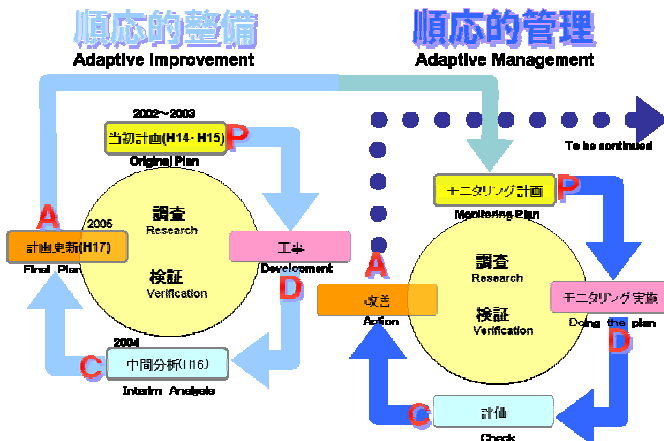 順応的整備
Adaptive Improvement
2002～2003
当初計画(H14・H15)
P
Original Plan
A
2005
計画更新(H17)
Final Plan
調査
Research
検証
Verification
工事
Development
D
2004
C
中間分析(H16)
Interim Analysis
順応的管理
Adaptive Management
To be continued
モニタリング計画
P
Monitoring Plan
A
改善
Action
調査
Research
検証
Verification
モニタリング実施
Doing the plan
D
C
評価
Check